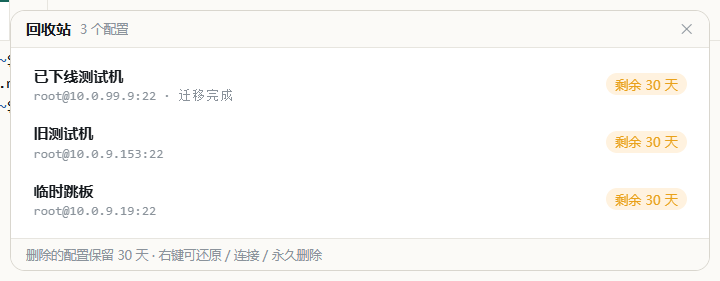 回收站 3 个配置
已下线测试机
root@10.0.99.9:22 · 迁移完成
剩余 30 天
旧测试机
root@10.0.9.153:22
剩余 30 天
临时跳板
root@10.0.9.19:22
剩余 30 天
删除的配置保留 30 天 · 右键可还原 / 连接 / 永久删除